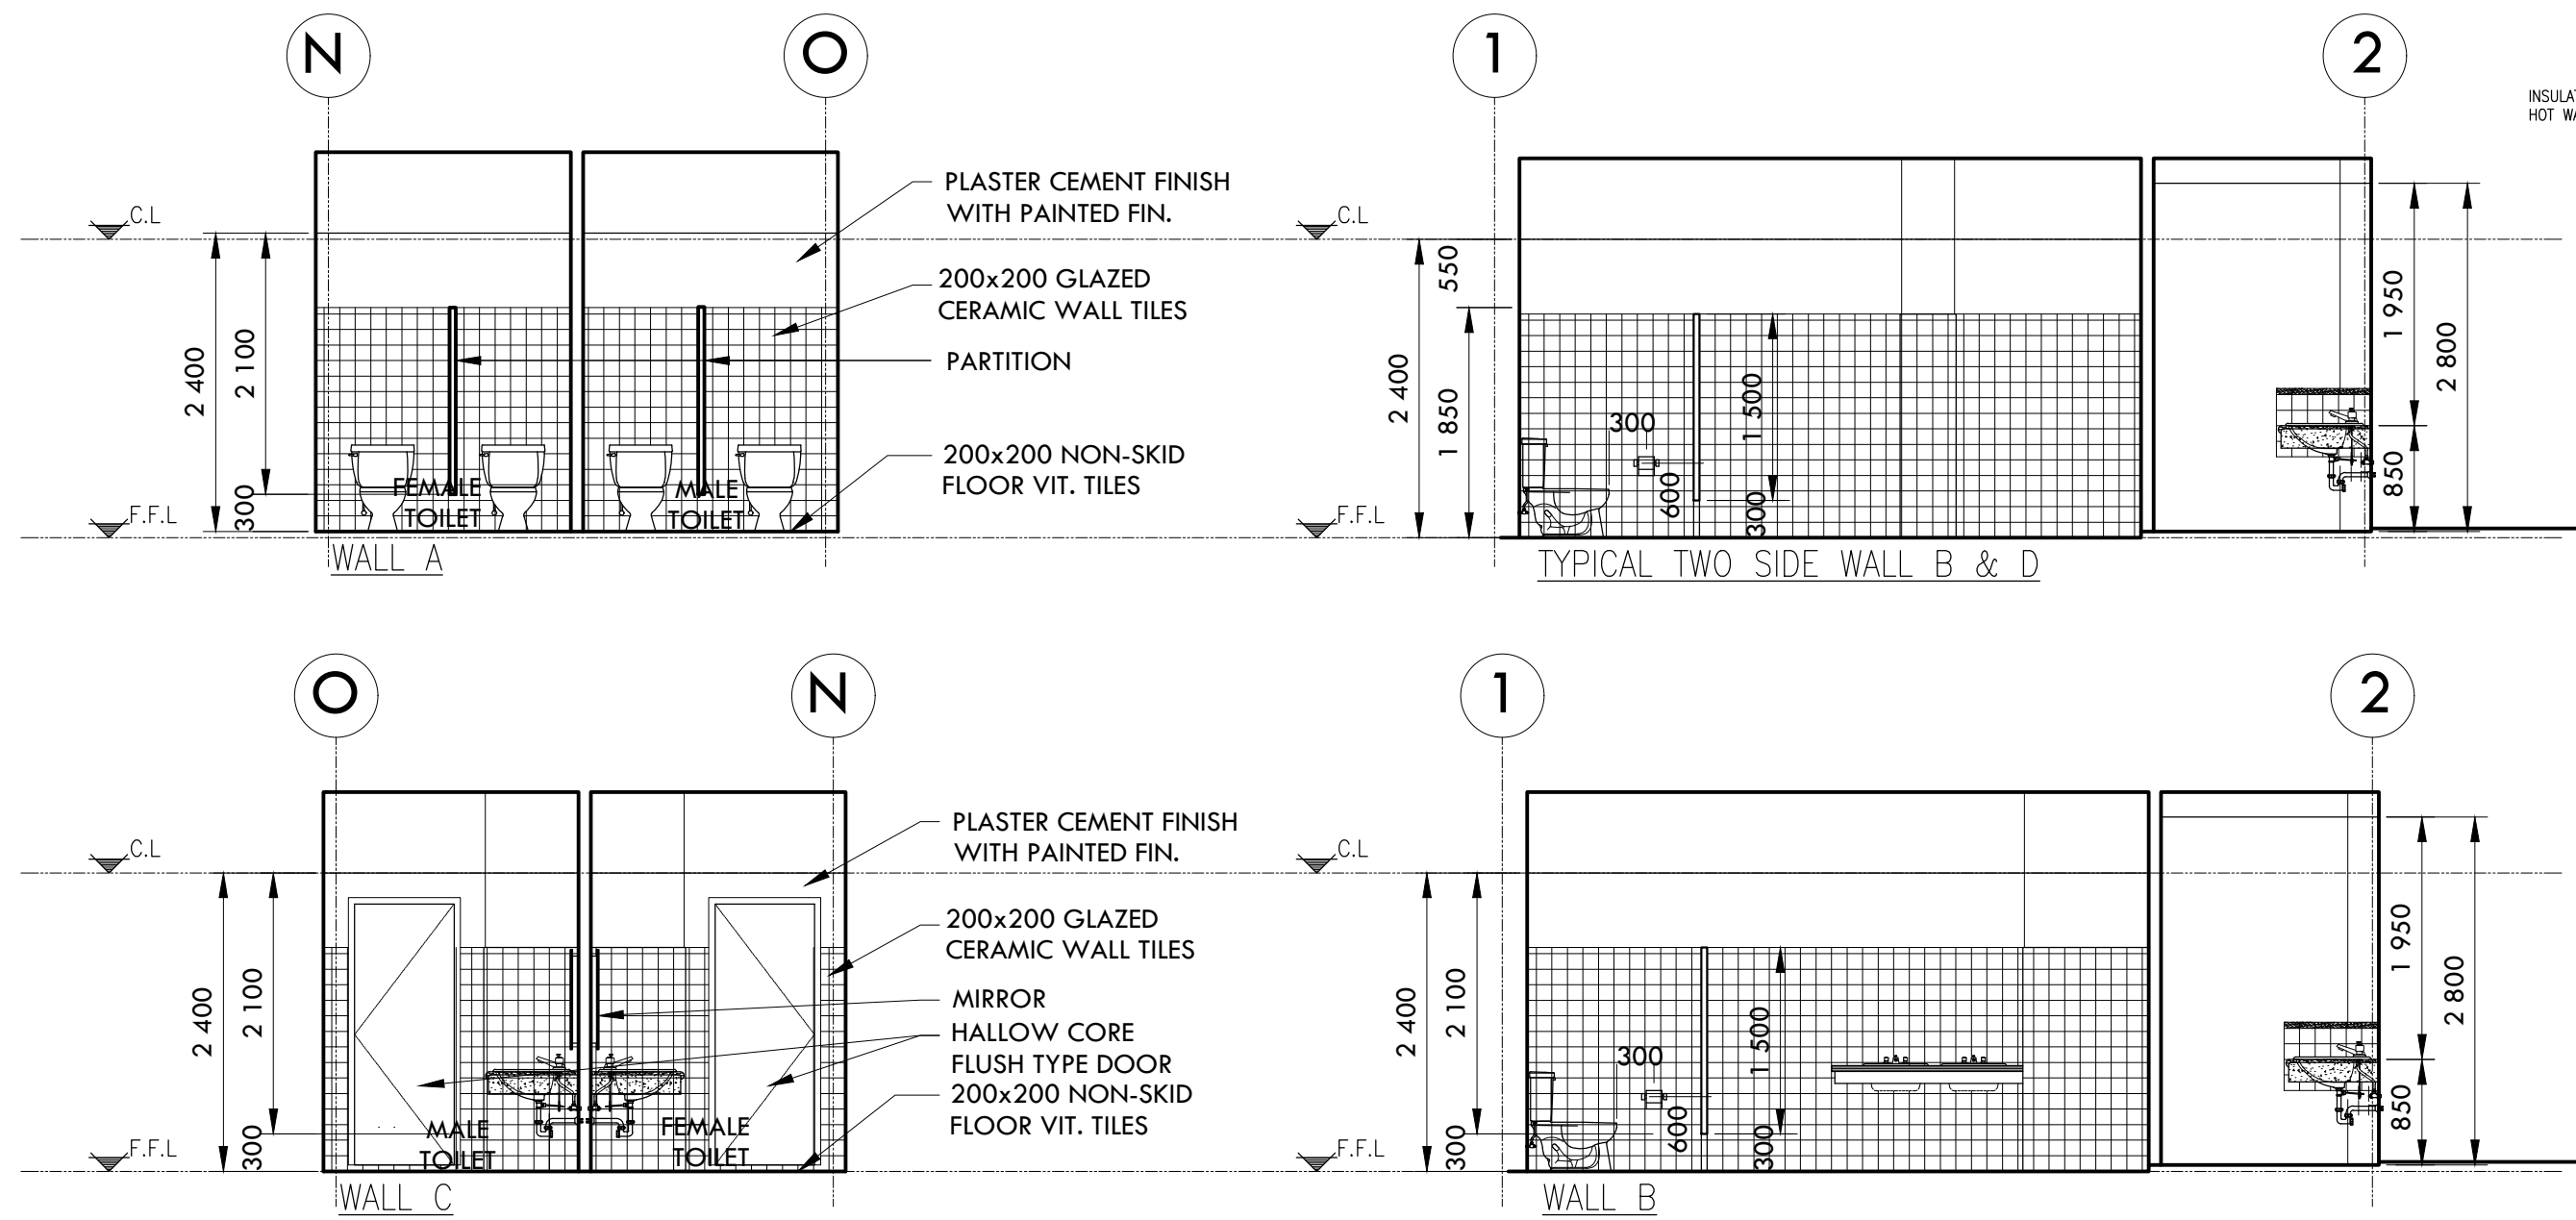 N
O
1
2
INSULAT
HOT WA
C.L
2 400
2 100
300
F.F.L
PLASTER CEMENT FINISH
WITH PAINTED FIN.
200x200 GLAZED
CERAMIC WALL TILES
PARTITION
200x200 NON-SKID
FLOOR VIT. TILES
FEMALE
TOILET
MALE
TOILET
WALL A
C.L
550
2 400
1 850
F.F.L
300
600
1 500
300
1 950
2 800
850
TYPICAL TWO SIDE WALL B & D
O
N
1
2
C.L
2 400
2 100
300
F.F.L
PLASTER CEMENT FINISH
WITH PAINTED FIN.
200x200 GLAZED
CERAMIC WALL TILES
MIRROR
HALLOW CORE
FLUSH TYPE DOOR
200x200 NON-SKID
FLOOR VIT. TILES
MALE
TOILET
FEMALE
TOILET
WALL C
C.L
2 400
2 100
300
F.F.L
300
600
1 500
300
1 950
2 800
850
WALL B